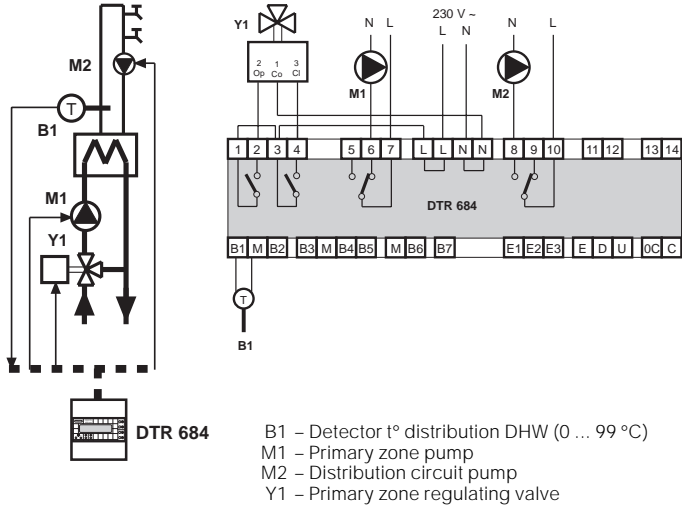 M2
T
B1
M1
Y1
DTR 684
Y1
2 1 3
Op Co Cl
N L
M1
230 V ~
L N
N L
M2
1 2 3 4 5 6 7 L L N N 8 9 10 11 12 13 14
DTR 684
B1 M B2 B3 M B4 B5 M B6 B7 E1 E2 E3 E D U 0C C
T
B1
B1 – Detector t° distribution DHW (0 ... 99 °C)
M1 – Primary zone pump
M2 – Distribution circuit pump
Y1 – Primary zone regulating valve